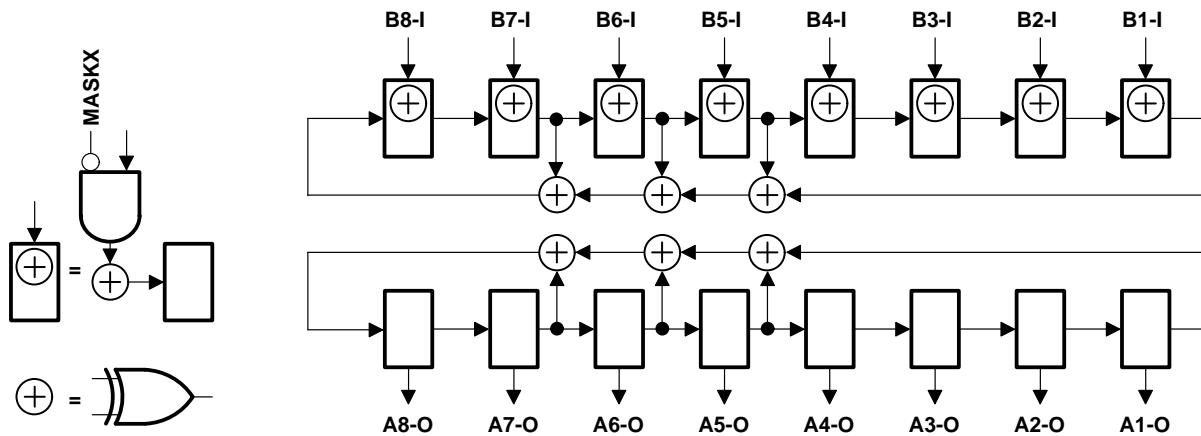 B8-I B7-I B6-I B5-I B4-I B3-I B2-I B1-I
MASKX
=
=
A8-O A7-O A6-O A5-O A4-O A3-O A2-O A1-O